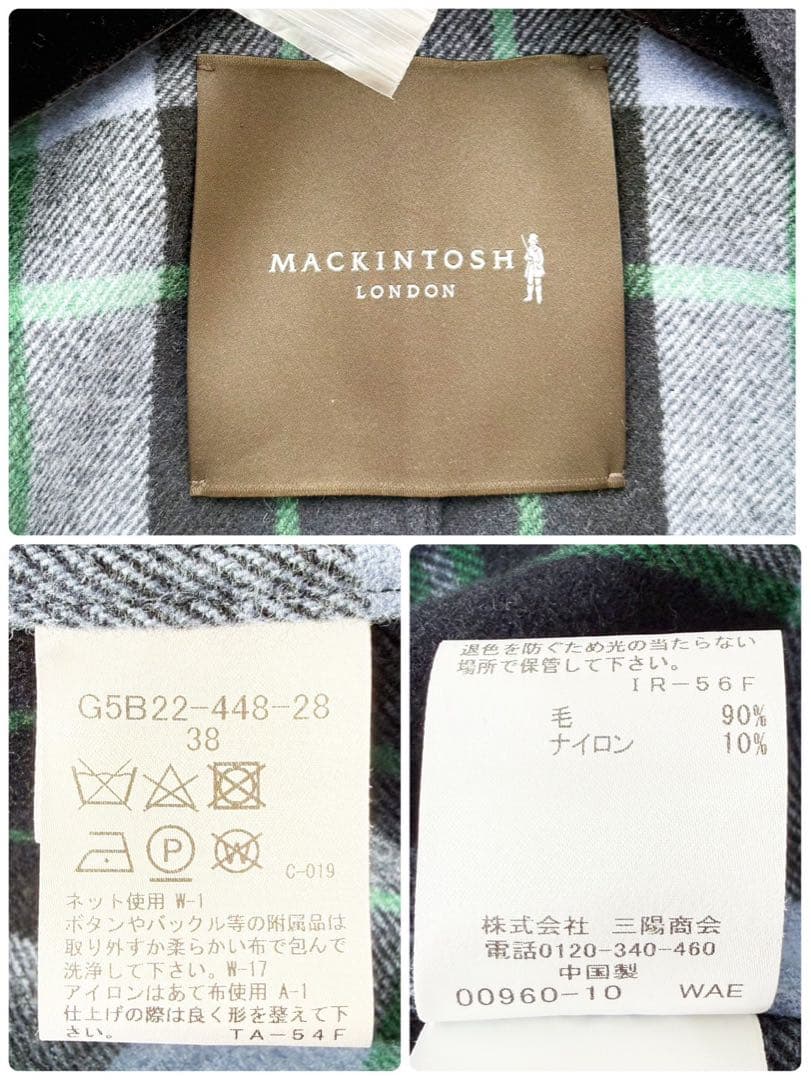 MACKINTOSH
LONDON
G5B22-448-28
38
P
W
C-019
ネット使用 W-1
ボタンやバックル等の附属品は
取り外すか柔らかい布で包んで
洗浄して下さい。W-17
アイロンはあて布使用 A-1
仕上げの際は良く形を整えて下
さい。 TA-54F
退色を防ぐため光の当たらない
場所で保管して下さい。
IR-56F
毛 90%
ナイロン 10%
株式会社 三陽商会
電話0120-340-460
中国製
00960-10 WAE